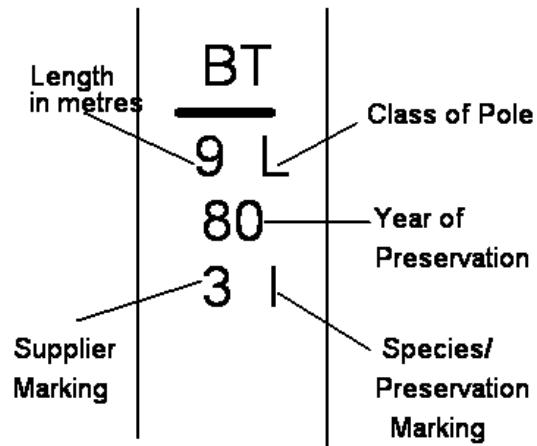 BT
Length
in metres
9 L
Class of Pole
80
Year of
Preservation
3 I
Supplier
Marking
Species/
Preservation
Marking